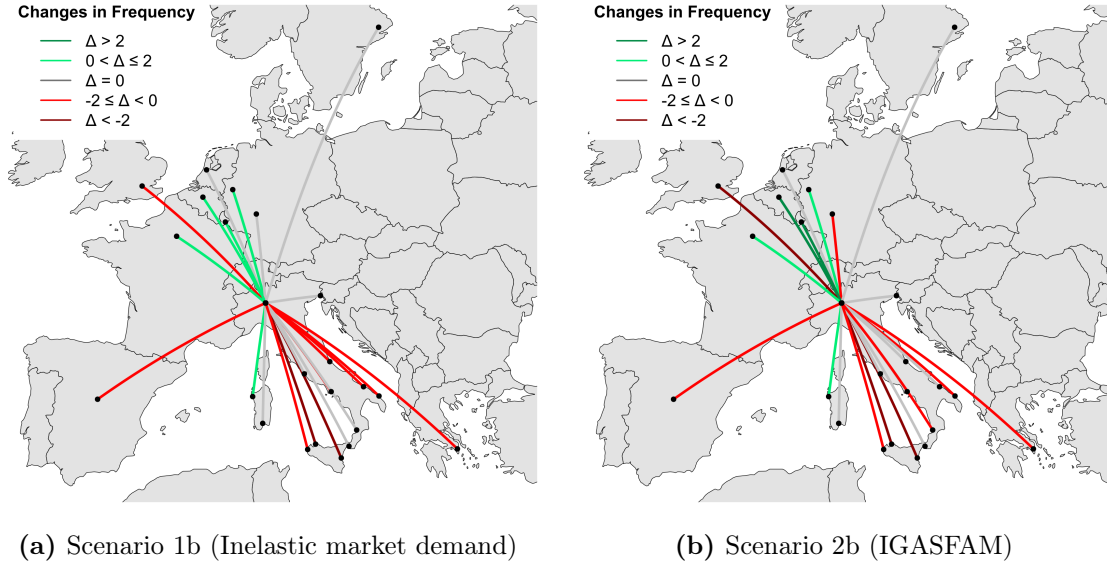 Changes in Frequency
Δ > 2
0 < Δ ≤ 2
Δ = 0
-2 ≤ Δ < 0
Δ < -2
Changes in Frequency
Δ > 2
0 < Δ ≤ 2
Δ = 0
-2 ≤ Δ < 0
Δ < -2
(a) Scenario 1b (Inelastic market demand)
(b) Scenario 2b (IGASFAM)